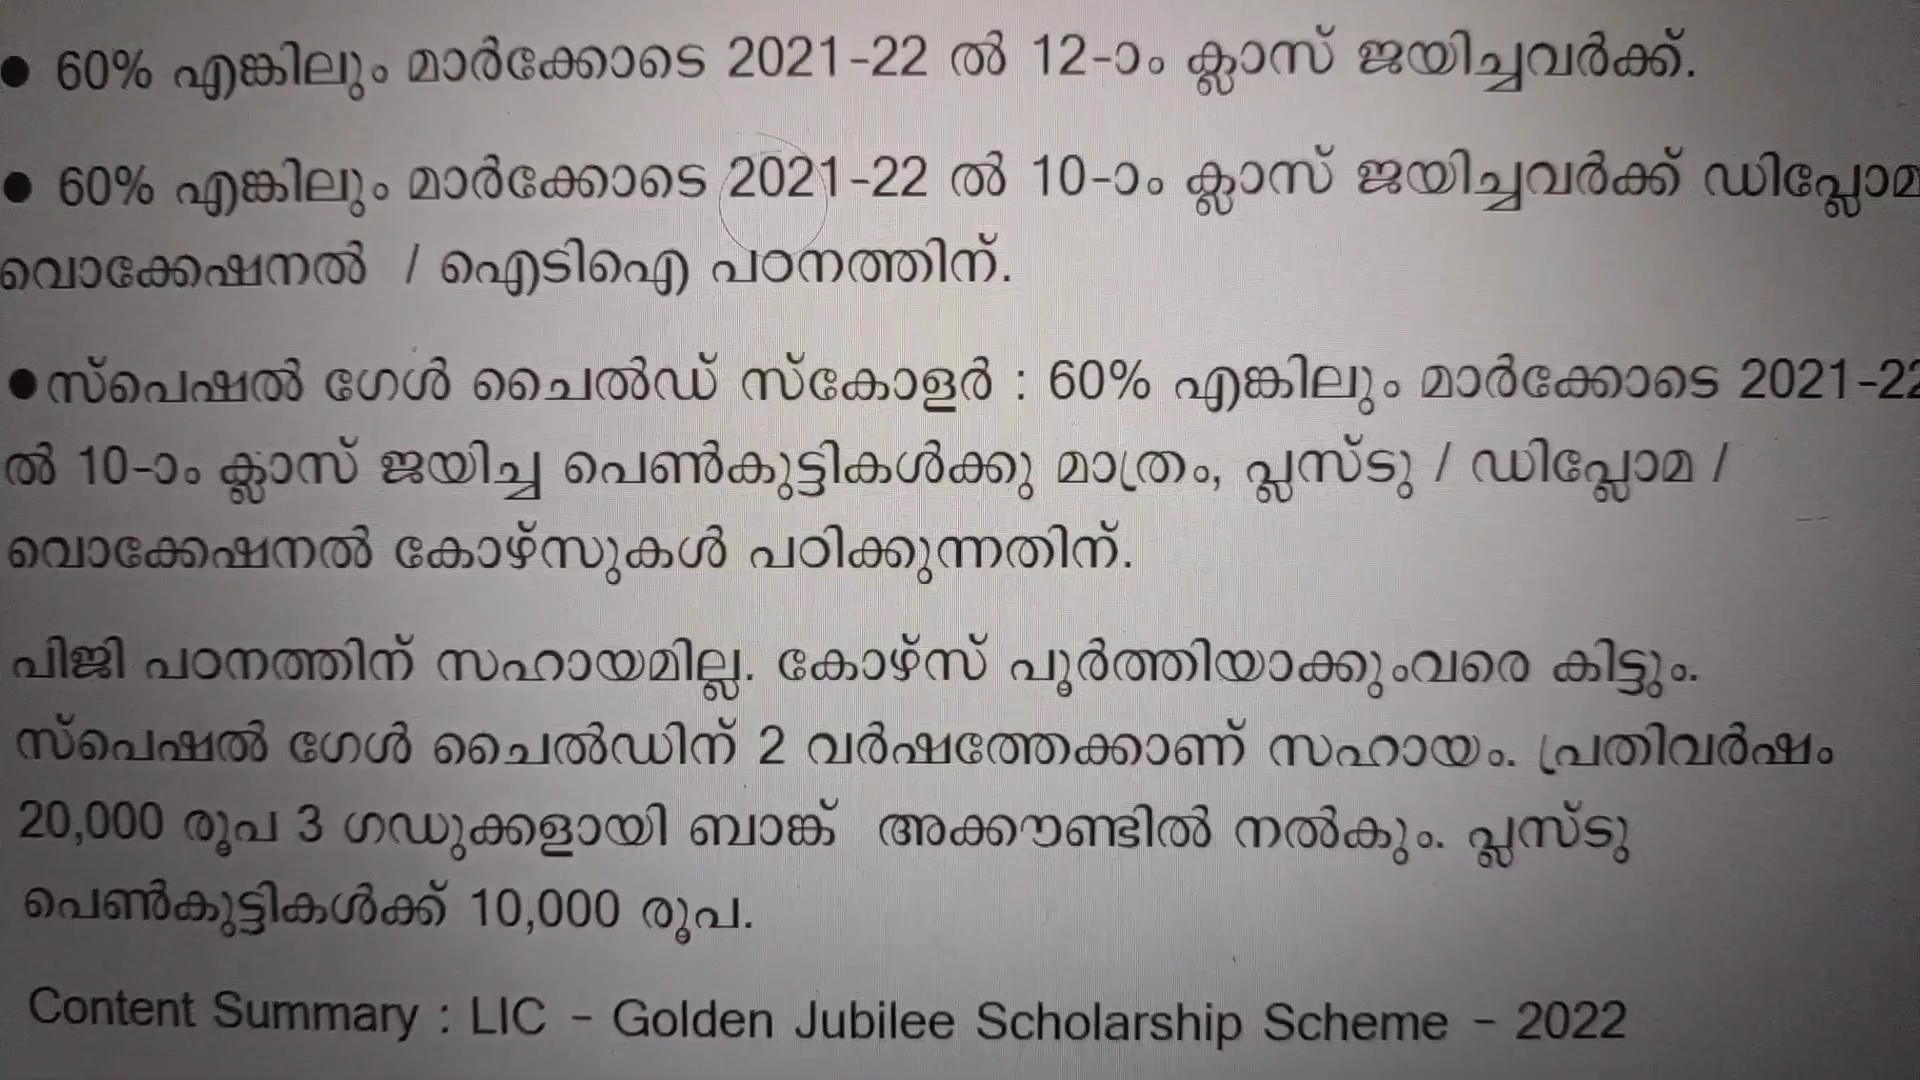 ● 60% എങ്കിലും മാർക്കോടെ 2021-22 ൽ 12-ാം ക്ലാസ് ജയിച്ചവർക്ക്.
● 60% എങ്കിലും മാർക്കോടെ 2021-22 ൽ 10-ാം ക്ലാസ് ജയിച്ചവർക്ക് ഡിപ്ലോമ
വൊക്കേഷനൽ / ഐടിഐ പഠനത്തിന്.
●സ്പെഷൽ ഗേൾ ചൈൽഡ് സ്കോളർ : 60% എങ്കിലും മാർക്കോടെ 2021-22
ൽ 10-ാം ക്ലാസ് ജയിച്ച പെൺകുട്ടികൾക്കു മാത്രം, പ്ലസ്ടു / ഡിപ്ലോമ /
വൊക്കേഷനൽ കോഴ്സുകൾ പഠിക്കുന്നതിന്.
പിജി പഠനത്തിന് സഹായമില്ല. കോഴ്സ് പൂർത്തിയാക്കുംവരെ കിട്ടും.
സ്പെഷൽ ഗേൾ ചൈൽഡിന് 2 വർഷത്തേക്കാണ് സഹായം. പ്രതിവർഷം
20,000 രൂപ 3 ഗഡുക്കളായി ബാങ്ക് അക്കൗണ്ടിൽ നൽകും. പ്ലസ്ടു
പെൺകുട്ടികൾക്ക് 10,000 രൂപ.
Content Summary : LIC - Golden Jubilee Scholarship Scheme - 2022